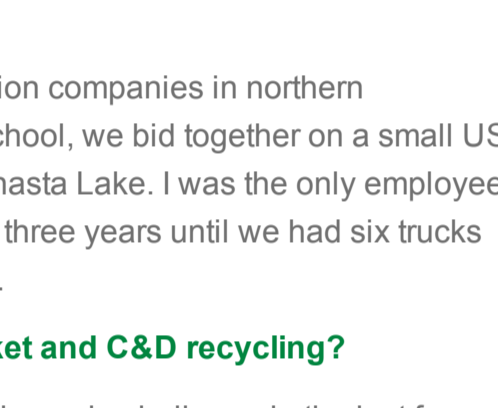 ion companies in northern
chool, we bid together on a small US
hasta Lake. I was the only employee
three years until we had six trucks
.
ket and C&D recycling?